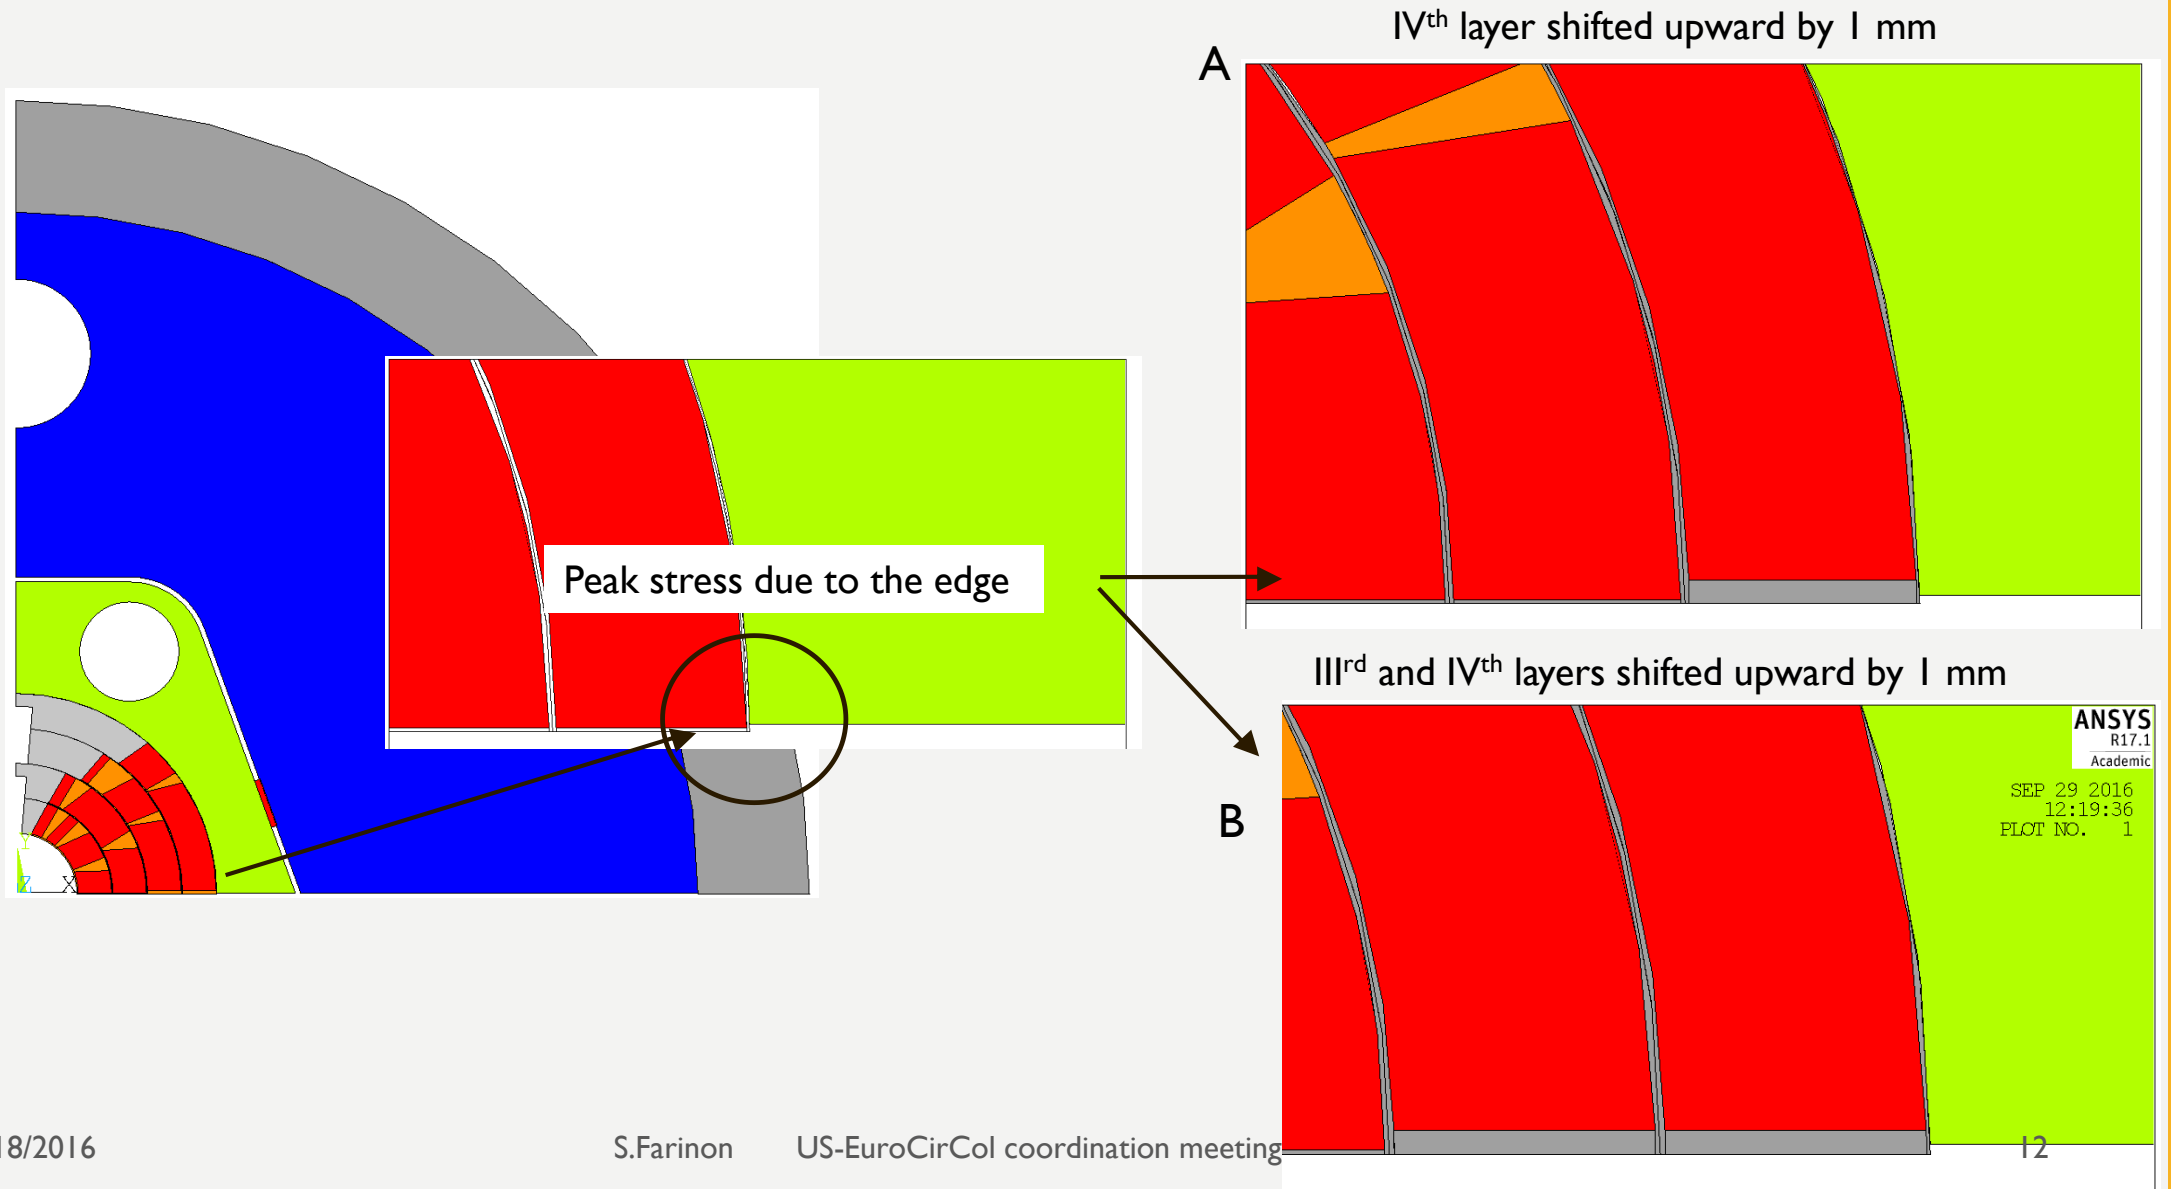 IVth layer shifted upward by 1 mm
A
Peak stress due to the edge
IIIrd and IVth layers shifted upward by 1 mm
B
ANSYS
R17.1
Academic
SEP 29 2016
12:19:36
PLOT NO. 1
Y
Z X
18/2016
S.Farinon
US-EuroCirCol coordination meeting
12